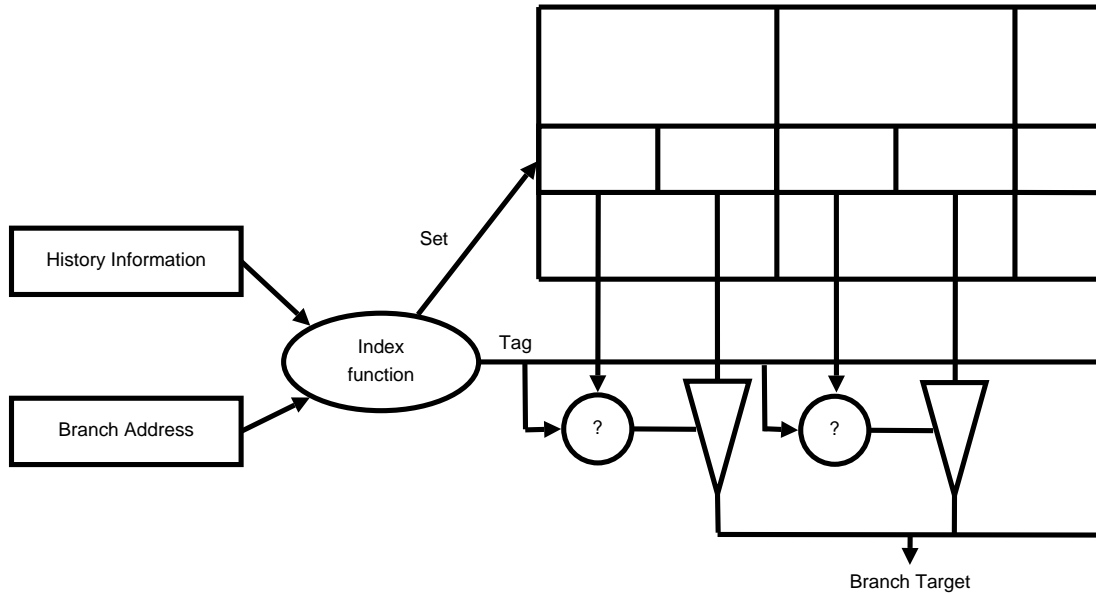 Set
History Information
Tag
Index
function
Branch Address
?
?
Branch Target